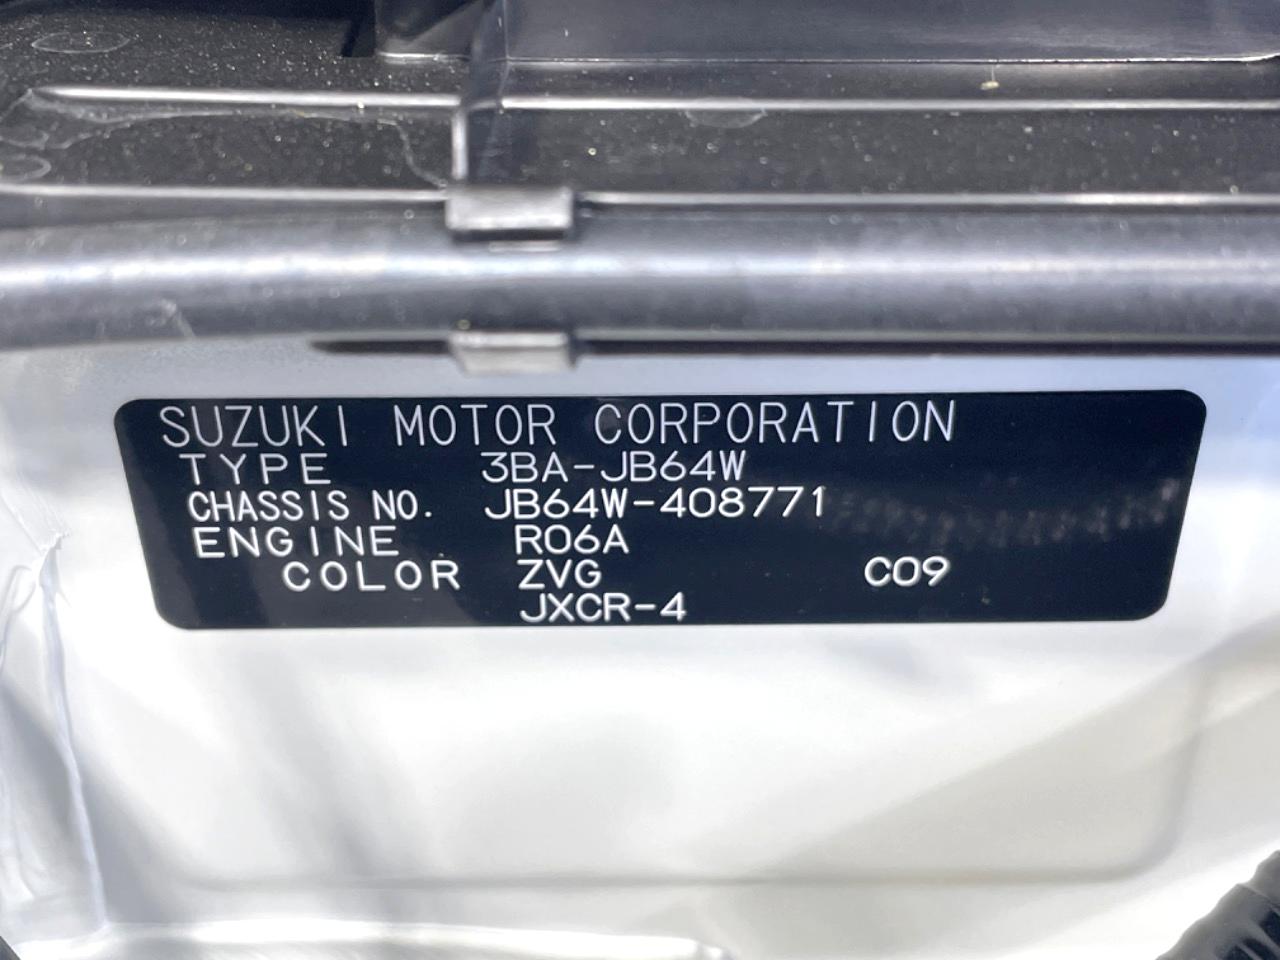 SUZUKI MOTOR CORPORATION
TYPE 3BA-JB64W
CHASSIS NO. JB64W-408771
ENGINE R06A
COLOR ZVG C09
JXCR-4